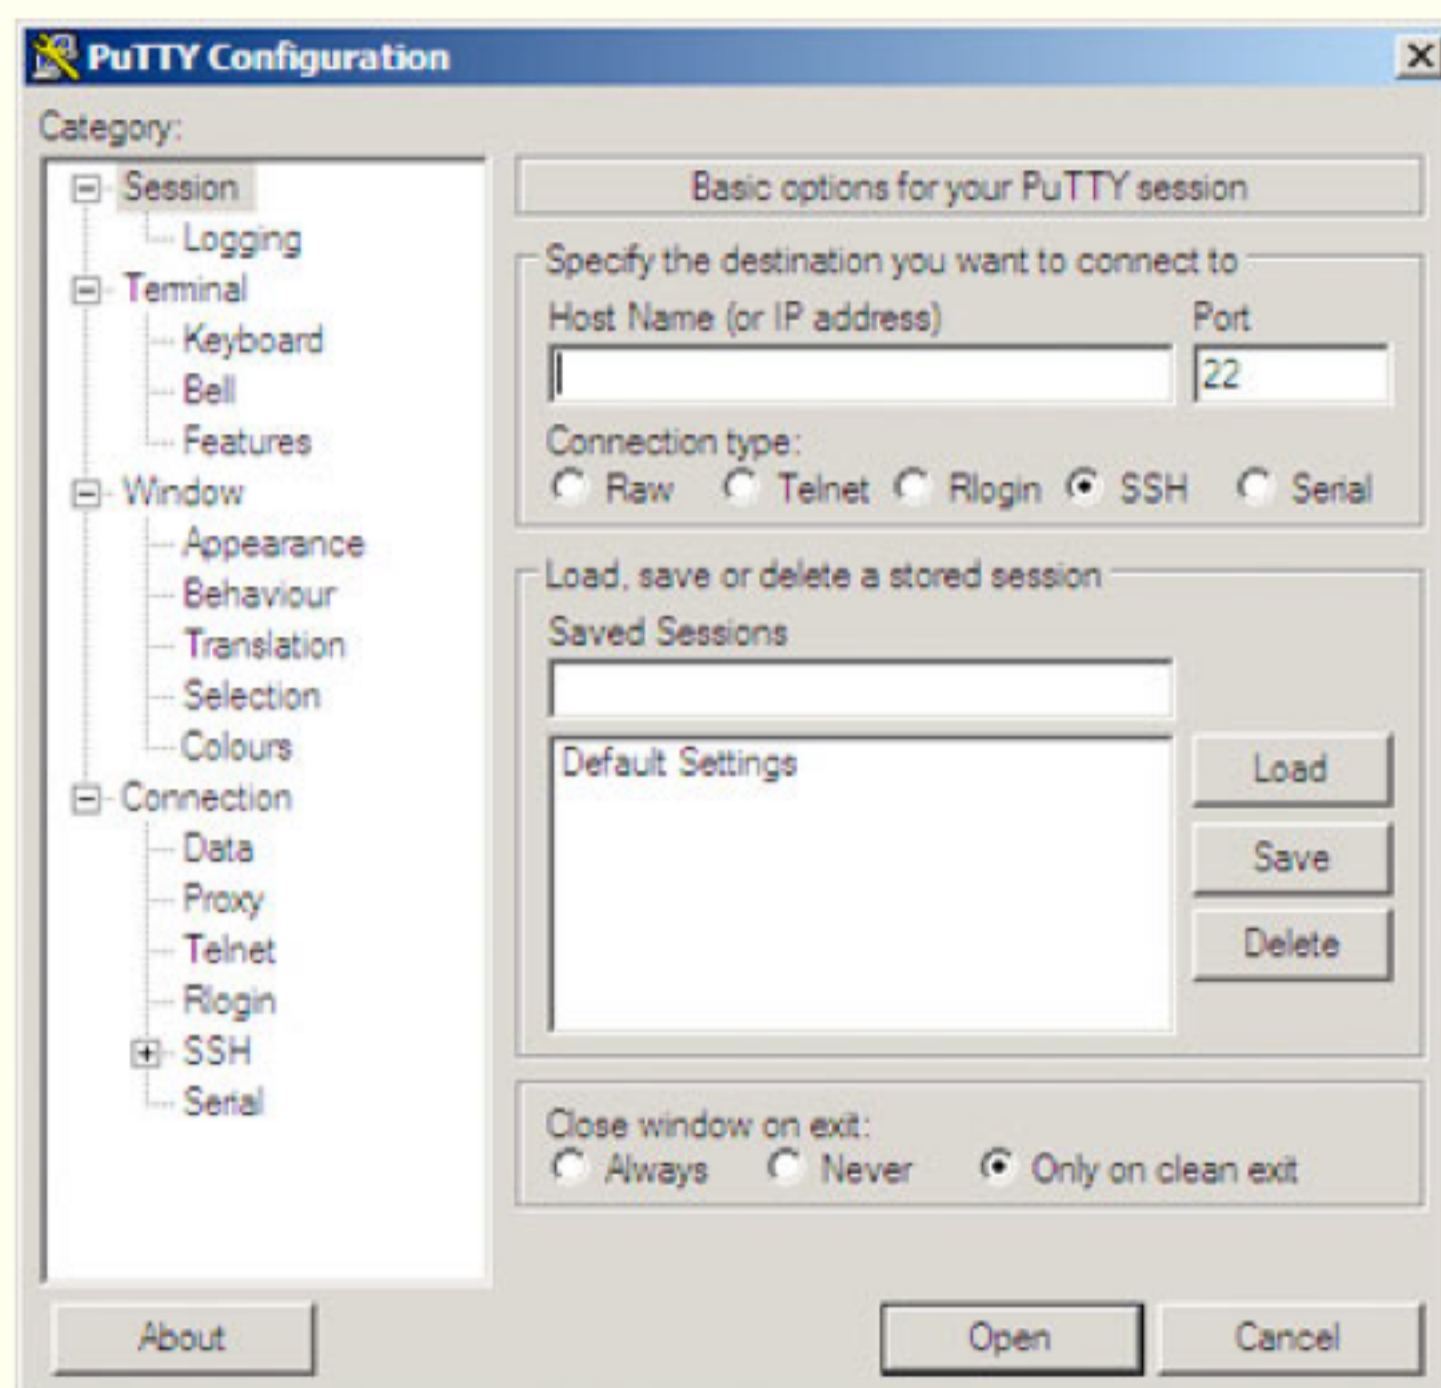 PuTTY Configuration
Category:
Session
Logging
Terminal
Keyboard
Bell
Features
Window
Appearance
Behaviour
Translation
Selection
Colours
Connection
Data
Proxy
Telnet
Rlogin
SSH
Serial
Basic options for your PuTTY session
Specify the destination you want to connect to
Host Name (or IP address) Port
22
Connection type:
Raw Telnet Rlogin SSH Serial
Load, save or delete a stored session
Saved Sessions
Default Settings
Load
Save
Delete
Close window on exit:
Always Never Only on clean exit
About Open Cancel